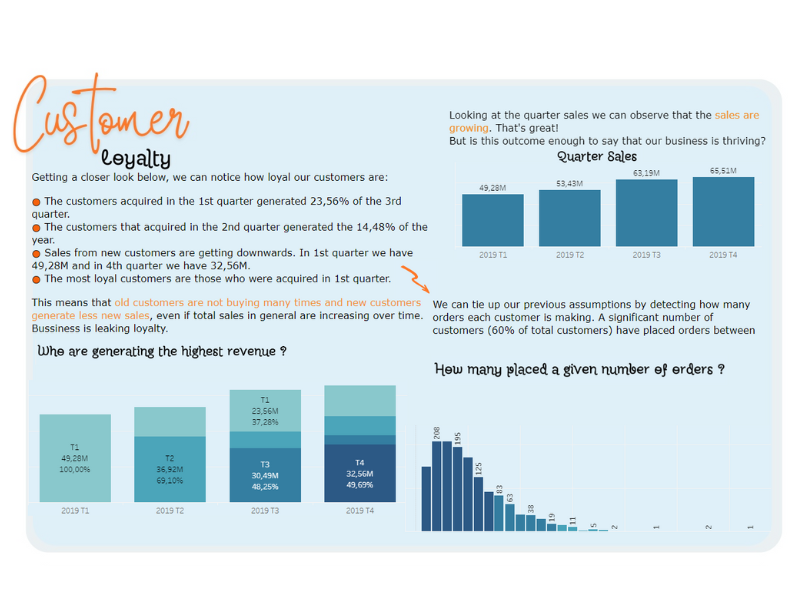 Customer
Loyalty
Getting a closer look below, we can notice how loyal our customers are:
The customers acquired in the 1st quarter generated 23,56% of the 3rd
quarter.
The customers that acquired in the 2nd quarter generated the 14,48% of the
year.
Sales from new customers are getting downwards. In 1st quarter we have
49,28M and in 4th quarter we have 32,56M.
The most loyal customers are those who were acquired in 1st quarter.
This means that old customers are not buying many times and new customers
generate less new sales, even if total sales in general are increasing over time.
Bussiness is leaking loyalty.
Who are generating the highest revenue ?
T1
49,28M
100,00%
T2
36,92M
69,10%
T1
23,56M
37,28%
T3
30,49M
48,25%
T4
32,56M
49,69%
2019 T1
2019 T2
2019 T3
2019 T4
Looking at the quarter sales we can observe that the sales are
growing. That's great!
But is this outcome enough to say that our business is thriving?
Quarter Sales
49,28M
53,43M
63,19M
65,51M
2019 T1
2019 T2
2019 T3
2019 T4
We can tie up our previous assumptions by detecting how many
orders each customer is making. A significant number of
customers (60% of total customers) have placed orders between
How many placed a given number of orders ?
208
195
125
83
63
38
19
11
5
2
1
2
1